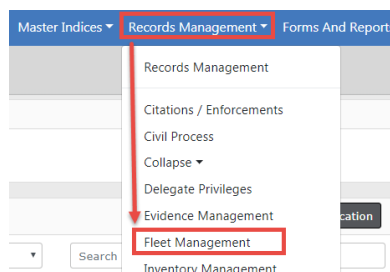 Master Indices Records Management Forms And Report
Records Management
Citations / Enforcements
Civil Process
Collapse
Delegate Privileges
Evidence Management
cation
Fleet Management
Search
Inventory Management